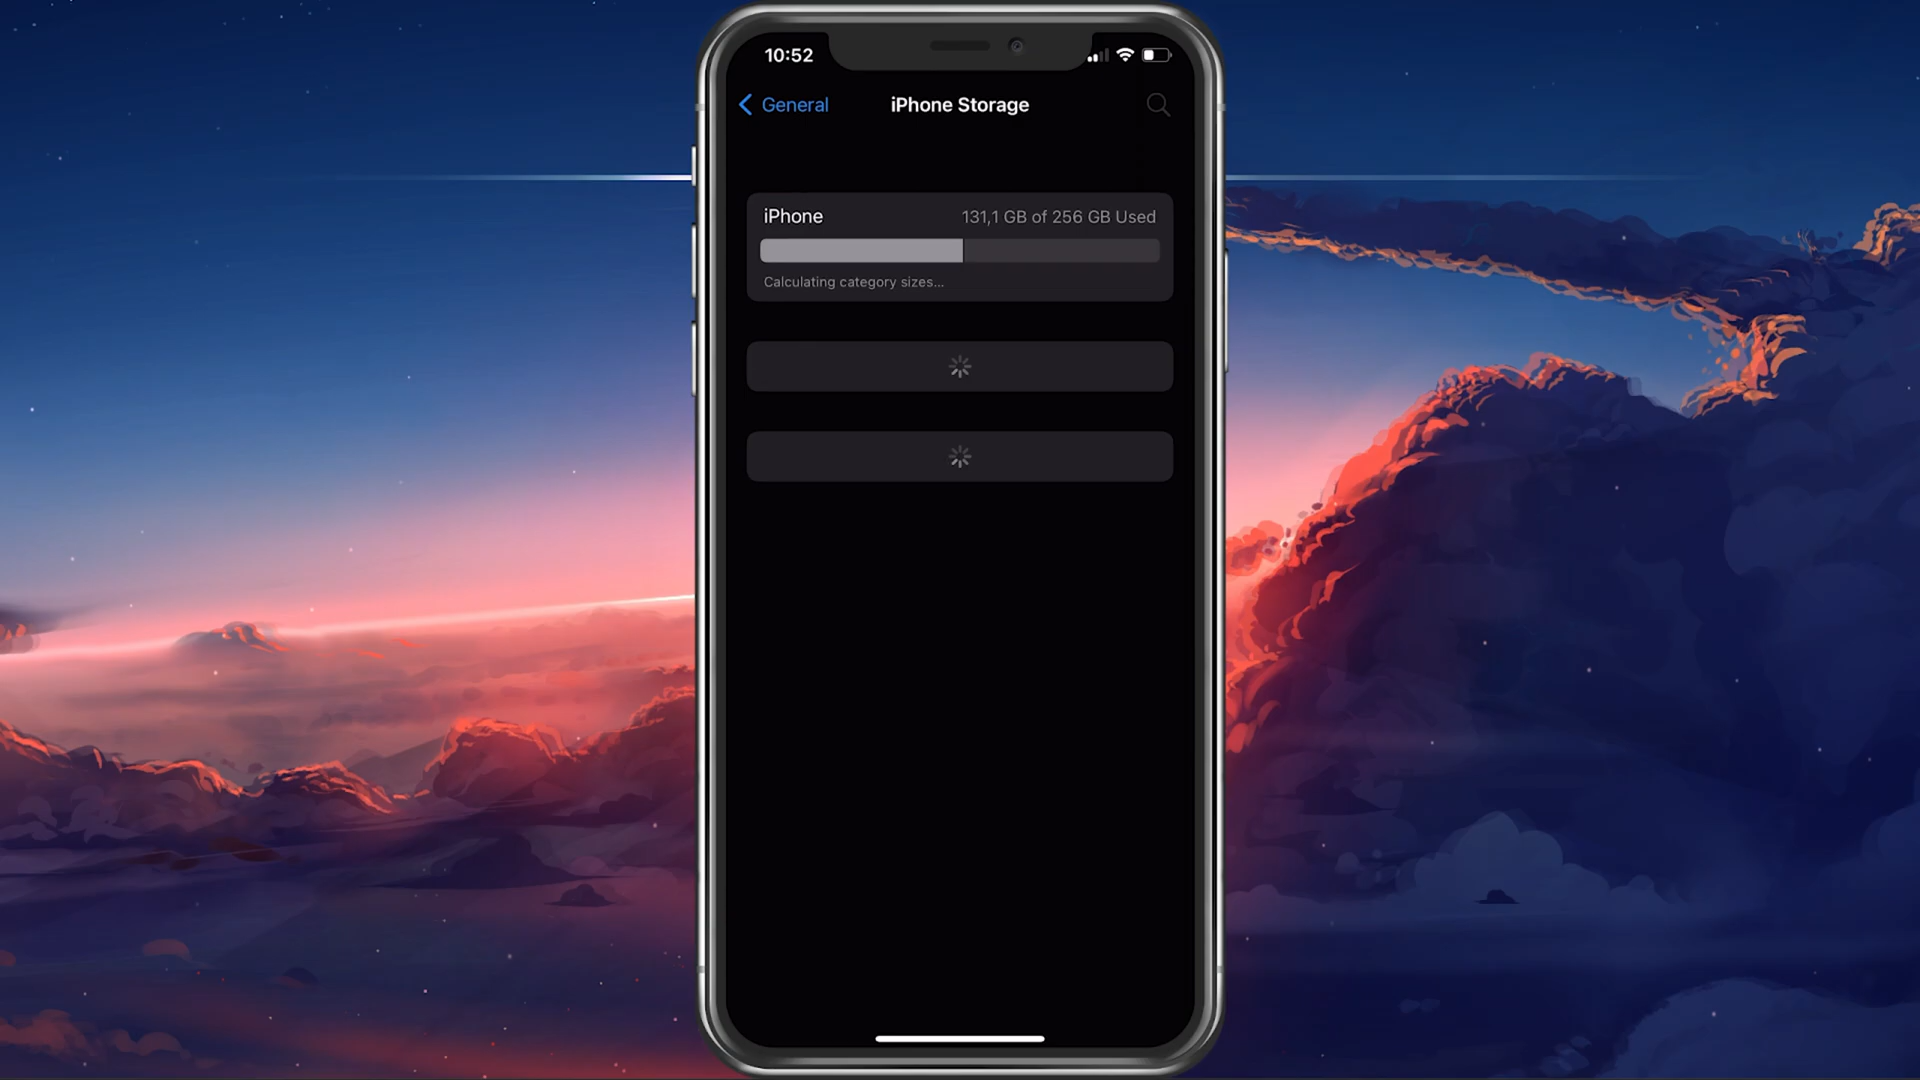 10:52
General
iPhone Storage
iPhone
131,1 GB of 256 GB Used
Calculating category sizes...